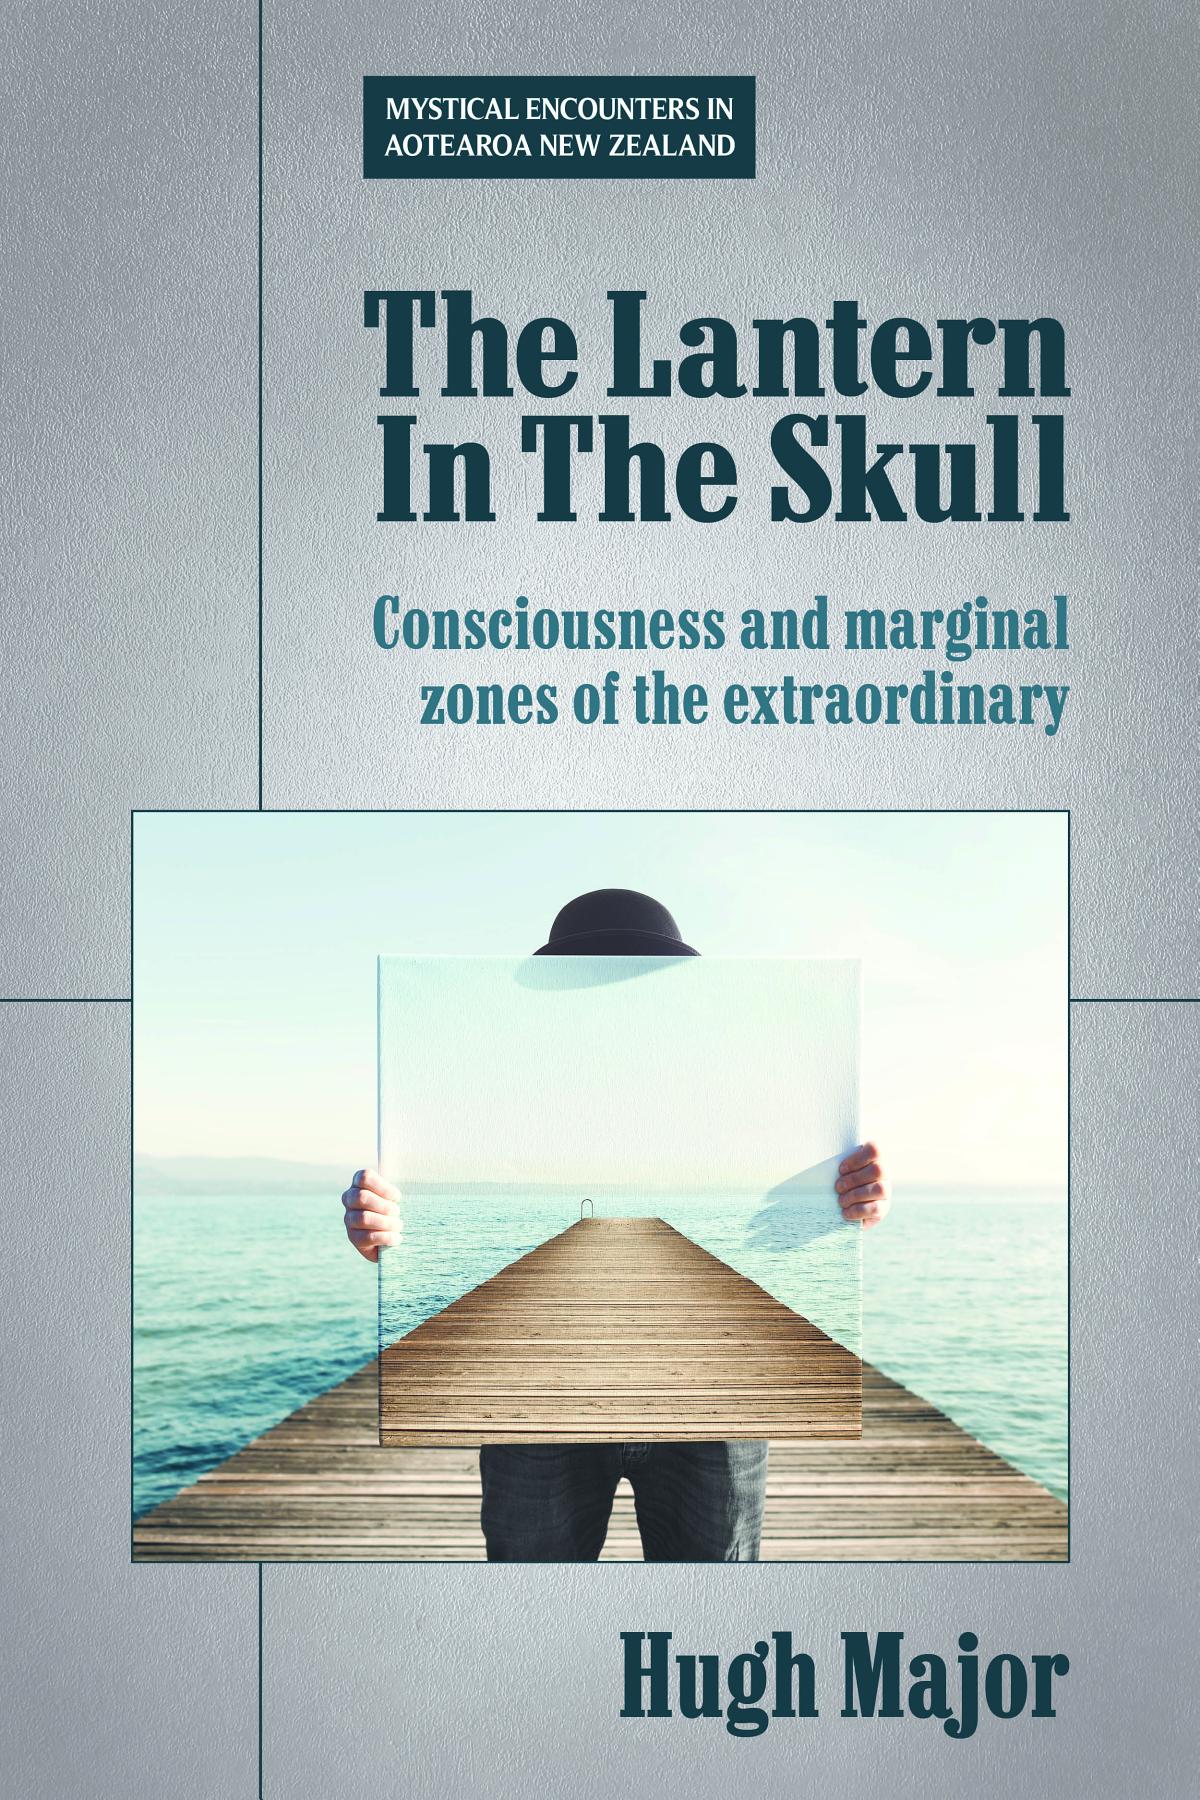 MYSTICAL ENCOUNTERS IN
AOTEAROA NEW ZEALAND
The Lantern
In The Skull
Consciousness and marginal
zones of the extraordinary
Hugh Major